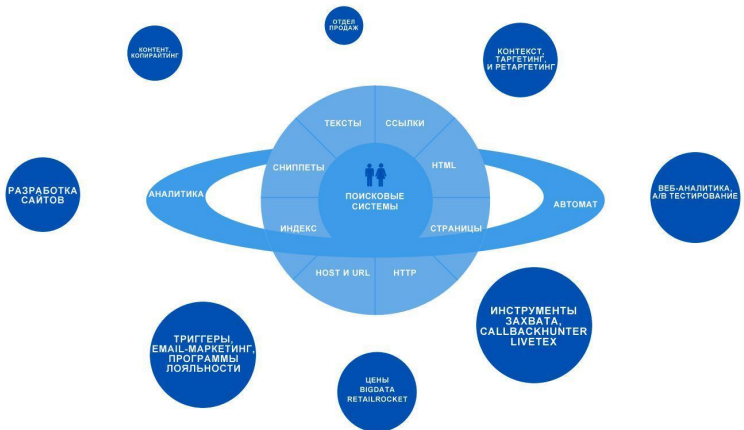 ОТДЕЛ
ПРОДАЖ
КОНТЕНТ,
КОПИРАЙТИНГ
КОНТЕКСТ,
ТАРГЕТИНГ,
И РЕТАРГЕТИНГ
ТЕКСТЫ
ССЫЛКИ
СНИППЕТЫ
HTML
АНАЛИТИКА
ПОИСКОВЫЕ
СИСТЕМЫ
АВТОМАТ
РАЗРАБОТКА
САЙТОВ
ВЕБ-АНАЛИТИКА,
А/В ТЕСТИРОВАНИЕ
ИНДЕКС
СТРАНИЦЫ
HOST И URL
HTTP
ТРИГГЕРЫ,
EMAIL-МАРКЕТИНГ,
ПРОГРАММЫ
ЛОЯЛЬНОСТИ
ИНСТРУМЕНТЫ
ЗАХВАТА,
CALLBACKHUNTER
LIVETEX
ЦЕНЫ
BIGDATA
RETAILROCKET